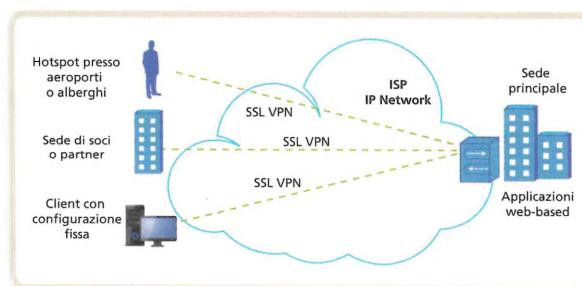 Hotspot presso
aeroporti
o alberghi
Sede di soci
o partner
Client con
configurazione
fissa
SSL VPN
SSL VPN
SSL VPN
ISP
IP Network
Sede
principale
Applicazioni
web-based